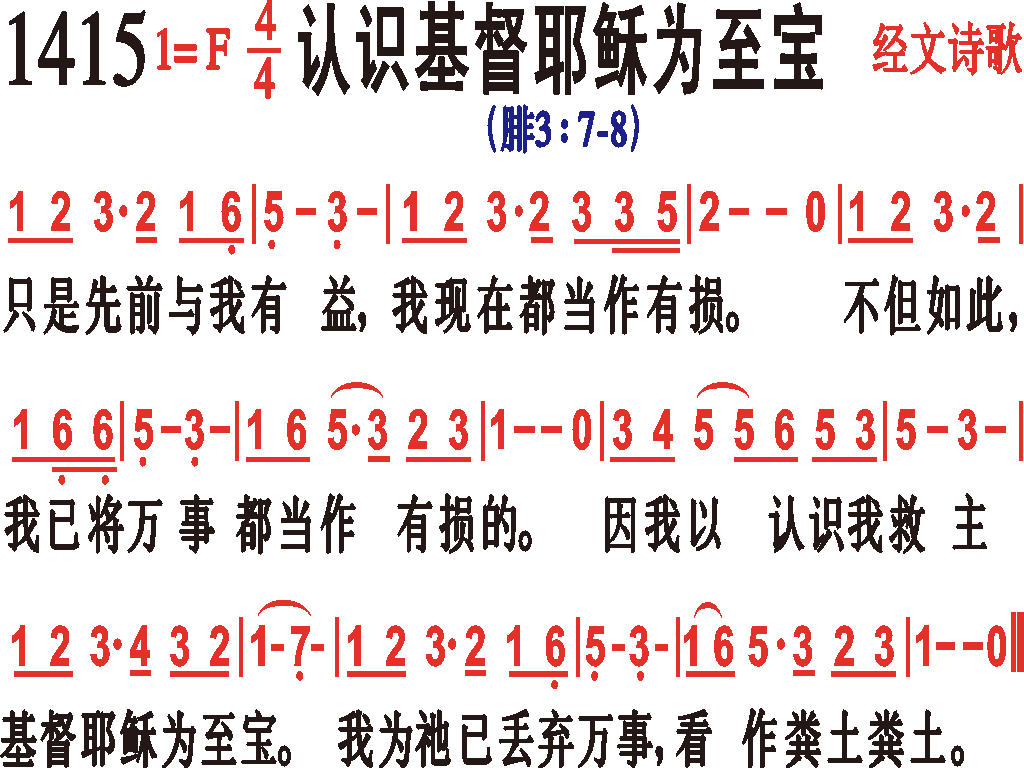 1415 1=F 4/4 认识基督耶稣为至宝 经文诗歌
(腓3:7-8)
1 2 3·2 1 6|5 - 3 -|1 2 3·2 3 3 5|2 - - 0|1 2 3·2|
只是先前与我有 益,我现在都当作有损。 不但如此,
1 6 6|5 - 3 -|1 6 5·3 2 3|1 - - 0|3 4 5 5 6 5 3|5 - 3 -|
我已将万 事 都当作 有损的。 因我以 认识我救 主
1 2 3·4 3 2|1 - 7 -|1 2 3·2 1 6|5 - 3 -|1 6 5·3 2 3|1 - - 0‖
基督耶稣为至宝。 我为祂已丢弃万事,看 作粪土粪土。